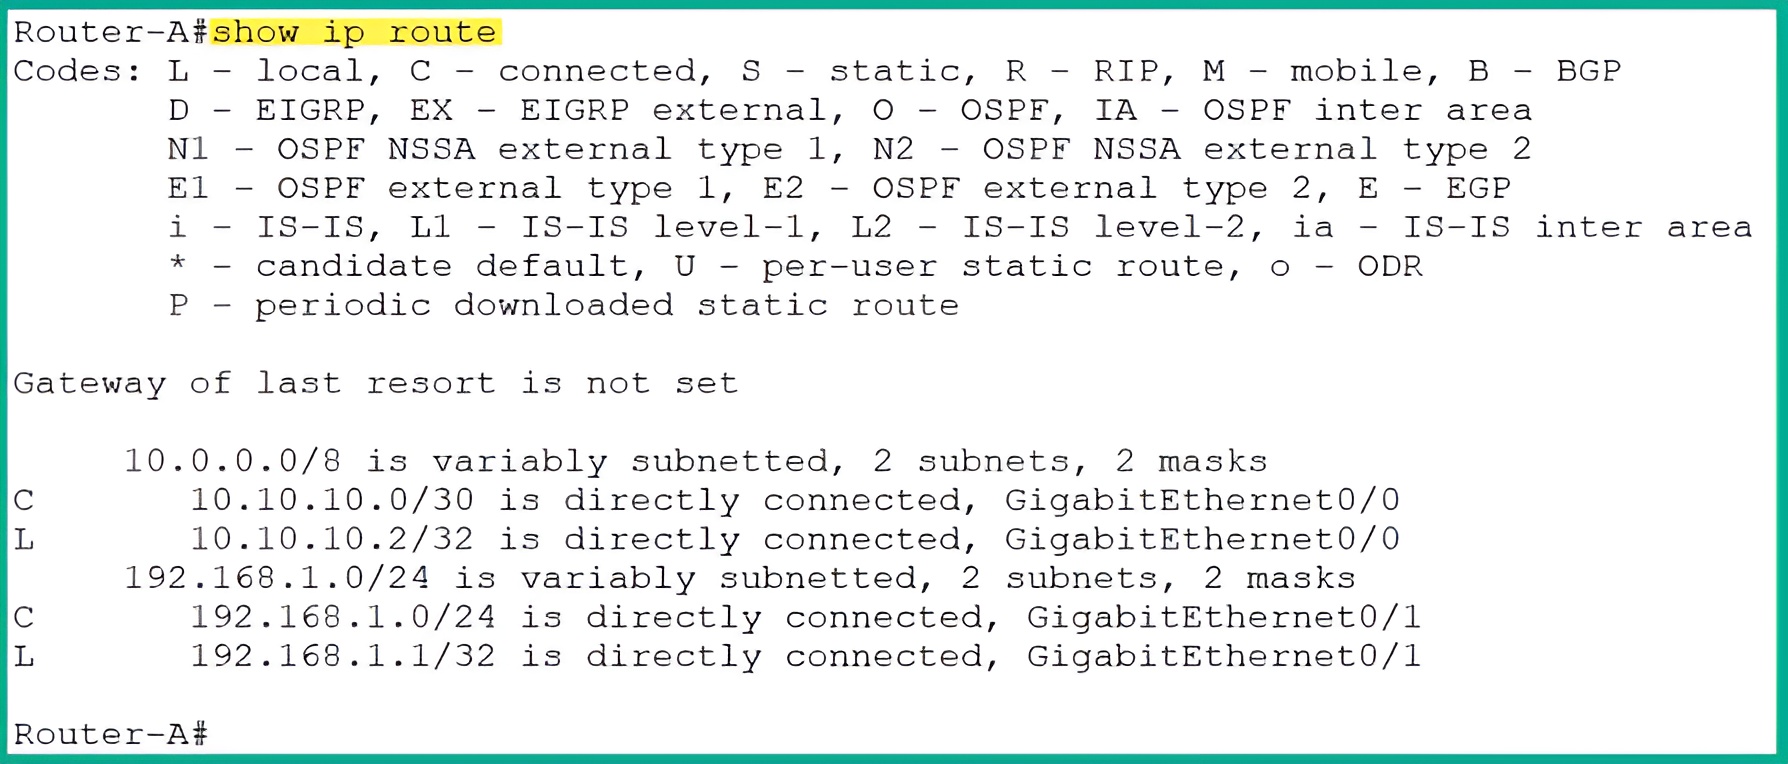 Router-A#show ip route
Codes: L - local, C - connected, S - static, R - RIP, M - mobile, B - BGP
       D - EIGRP, EX - EIGRP external, O - OSPF, IA - OSPF inter area
       N1 - OSPF NSSA external type 1, N2 - OSPF NSSA external type 2
       E1 - OSPF external type 1, E2 - OSPF external type 2, E - EGP
       i - IS-IS, L1 - IS-IS level-1, L2 - IS-IS level-2, ia - IS-IS inter area
       * - candidate default, U - per-user static route, o - ODR
       P - periodic downloaded static route

Gateway of last resort is not set

     10.0.0.0/8 is variably subnetted, 2 subnets, 2 masks
C       10.10.10.0/30 is directly connected, GigabitEthernet0/0
L       10.10.10.2/32 is directly connected, GigabitEthernet0/0
     192.168.1.0/24 is variably subnetted, 2 subnets, 2 masks
C       192.168.1.0/24 is directly connected, GigabitEthernet0/1
L       192.168.1.1/32 is directly connected, GigabitEthernet0/1

Router-A#